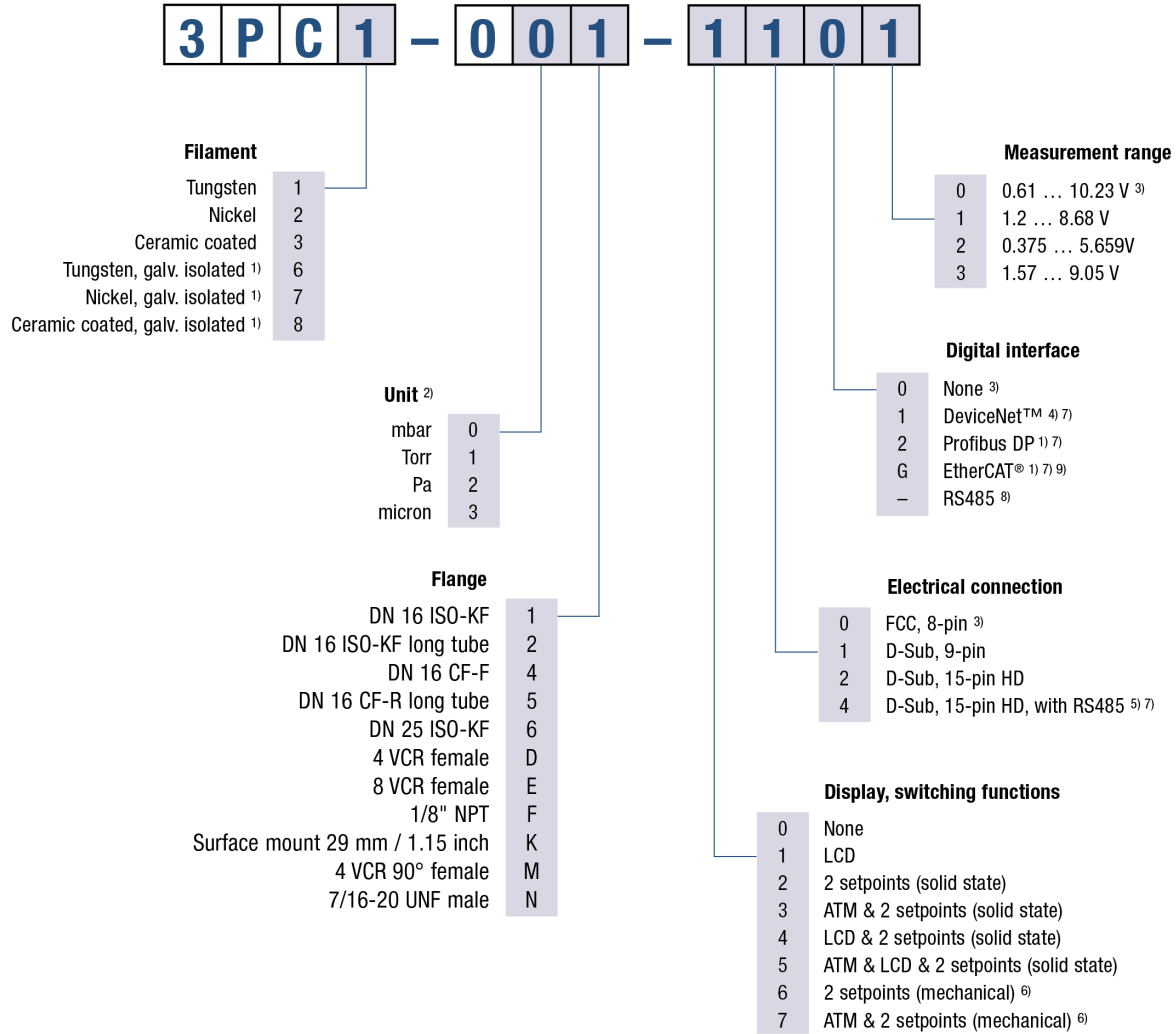 3PC1–001–1101
Filament
Tungsten 1
Nickel 2
Ceramic coated 3
Tungsten, galv. isolated 1) 6
Nickel, galv. isolated 1) 7
Ceramic coated, galv. isolated 1) 8
Unit 2)
mbar 0
Torr 1
Pa 2
micron 3
Flange
DN 16 ISO-KF 1
DN 16 ISO-KF long tube 2
DN 16 CF-F 4
DN 16 CF-R long tube 5
DN 25 ISO-KF 6
4 VCR female D
8 VCR female E
1/8" NPT F
Surface mount 29 mm / 1.15 inch K
4 VCR 90° female M
7/16-20 UNF male N
Measurement range
0 0.61 … 10.23 V 3)
1 1.2 … 8.68 V
2 0.375 … 5.659V
3 1.57 … 9.05 V
Digital interface
0 None 3)
1 DeviceNet™ 4) 7)
2 Profibus DP 1) 7)
G EtherCAT® 1) 7) 9)
– RS485 8)
Electrical connection
0 FCC, 8-pin 3)
1 D-Sub, 9-pin
2 D-Sub, 15-pin HD
4 D-Sub, 15-pin HD, with RS485 5) 7)
Display, switching functions
0 None
1 LCD
2 2 setpoints (solid state)
3 ATM & 2 setpoints (solid state)
4 LCD & 2 setpoints (solid state)
5 ATM & LCD & 2 setpoints (solid state)
6 2 setpoints (mechanical) 6)
7 ATM & 2 setpoints (mechanical) 6)